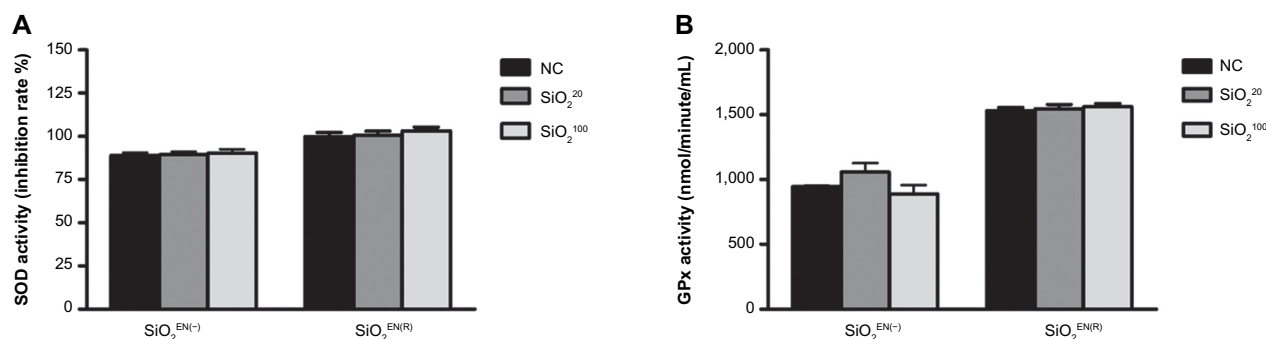 A
SOD activity (inhibition rate %)
150
125
100
75
50
25
0
SiO₂ᴱᴺ⁽⁻⁾
SiO₂ᴱᴺ⁽ᴿ⁾
NC
SiO₂²⁰
SiO₂¹⁰⁰
B
GPx activity (nmol/minute/mL)
2,000
1,500
1,000
500
0
SiO₂ᴱᴺ⁽⁻⁾
SiO₂ᴱᴺ⁽ᴿ⁾
NC
SiO₂²⁰
SiO₂¹⁰⁰